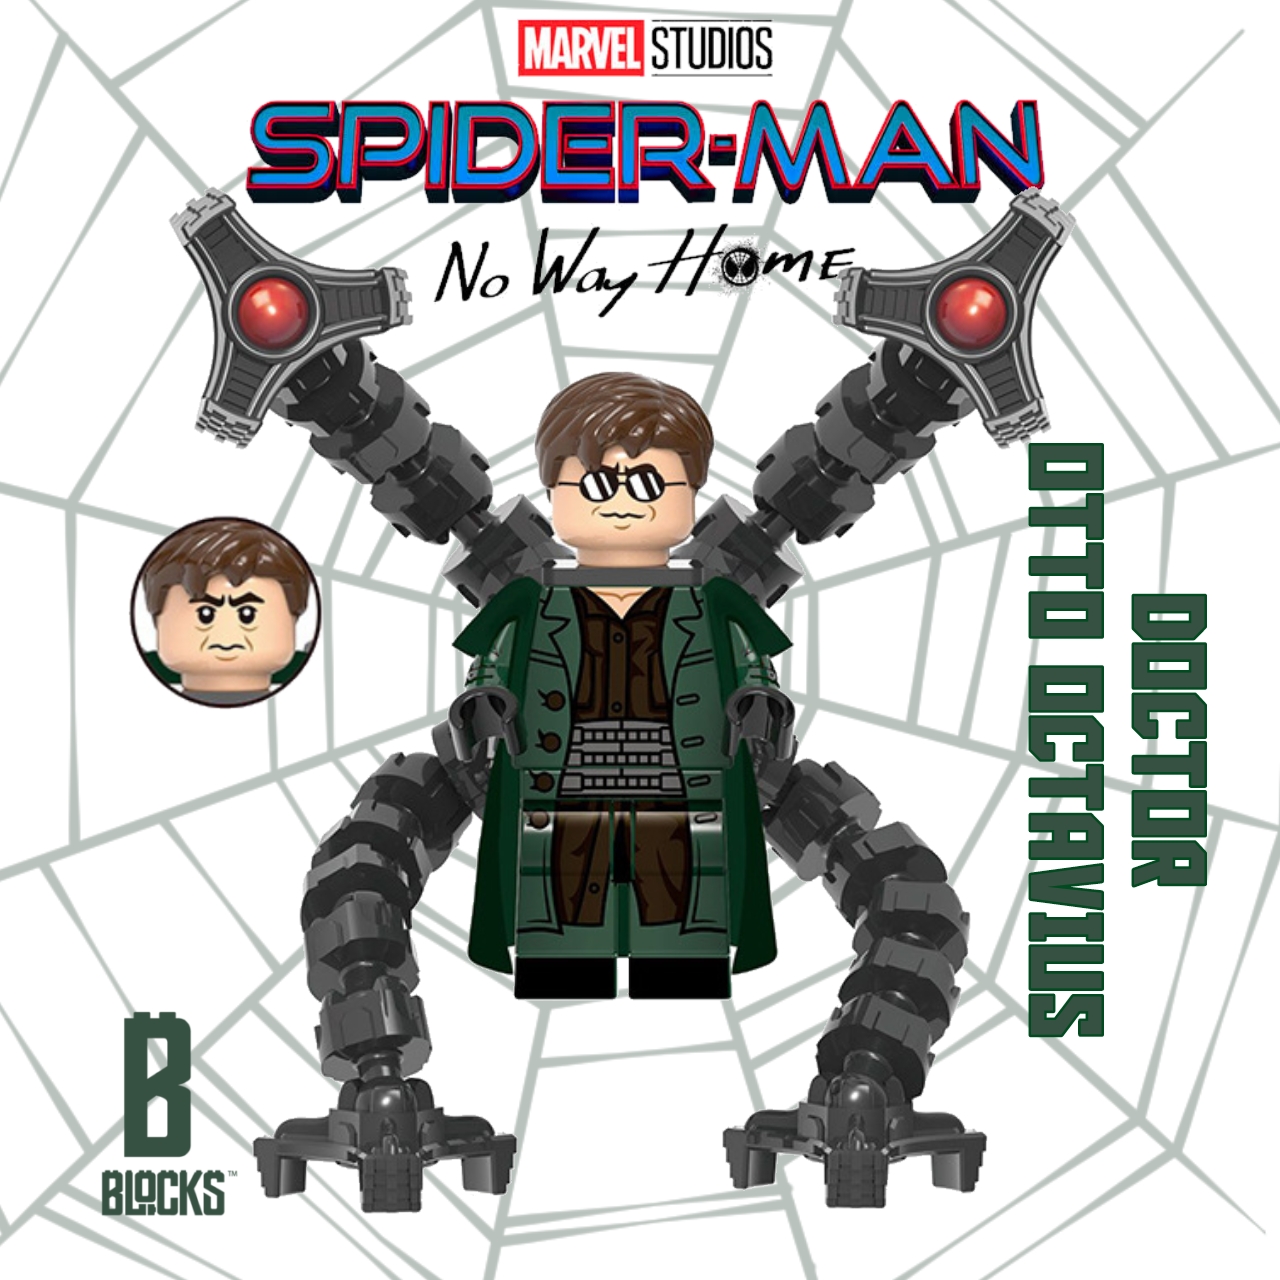 MARVEL STUDIOS
SPIDER-MAN
No Way Home
DOCTOR
OTTO OCTAVIUS
B
BLOCKS™